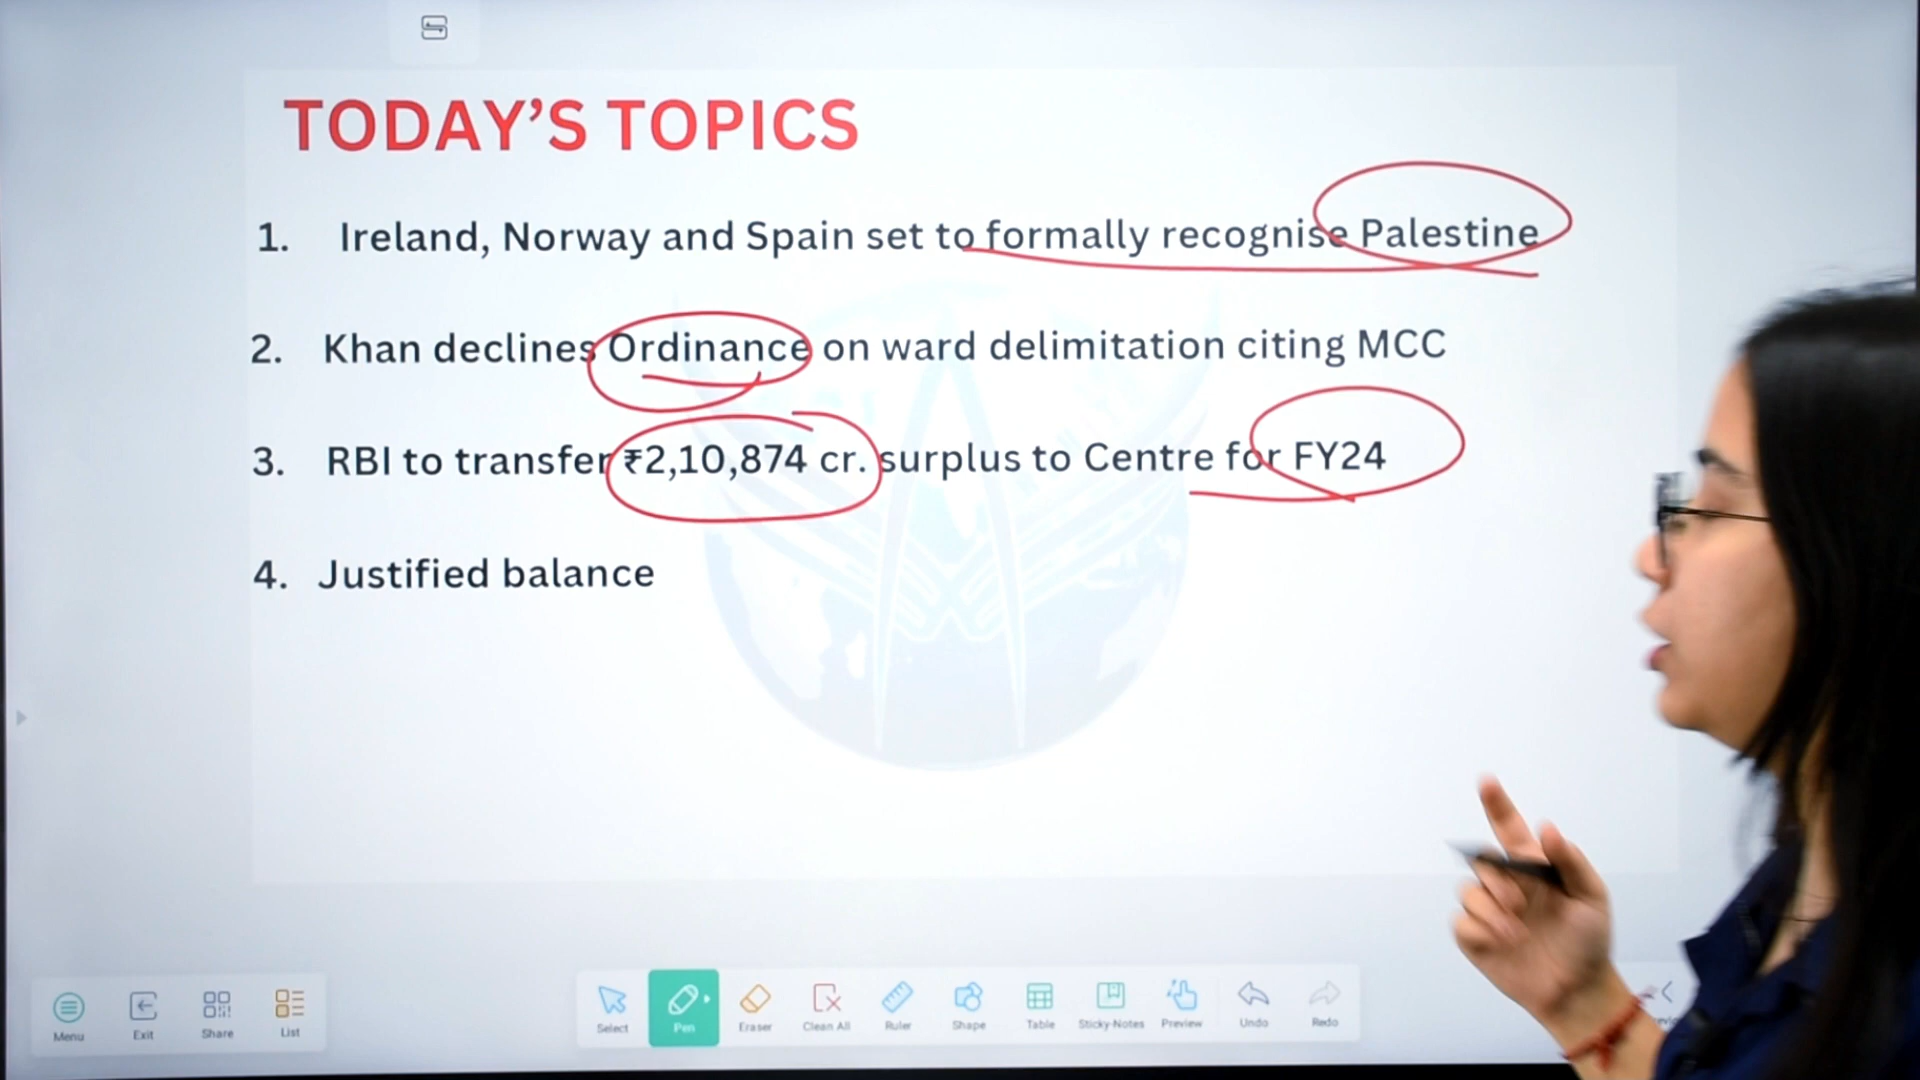 TODAY'S TOPICS
1. Ireland, Norway and Spain set to formally recognise Palestine
2. Khan declines Ordinance on ward delimitation citing MCC
3. RBI to transfer ₹2,10,874 cr. surplus to Centre for FY24
4. Justified balance
Menu Exit Share List Select Pen Eraser Clean All Ruler Shape Table Sticky Notes Preview Undo Redo